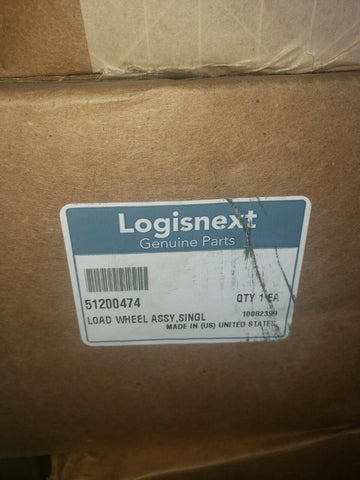 Logisnext
Genuine Parts
51200474
QTY 1 EA
LOAD WHEEL ASSY,SINGL
10082399
MADE IN (US) UNITED STATES